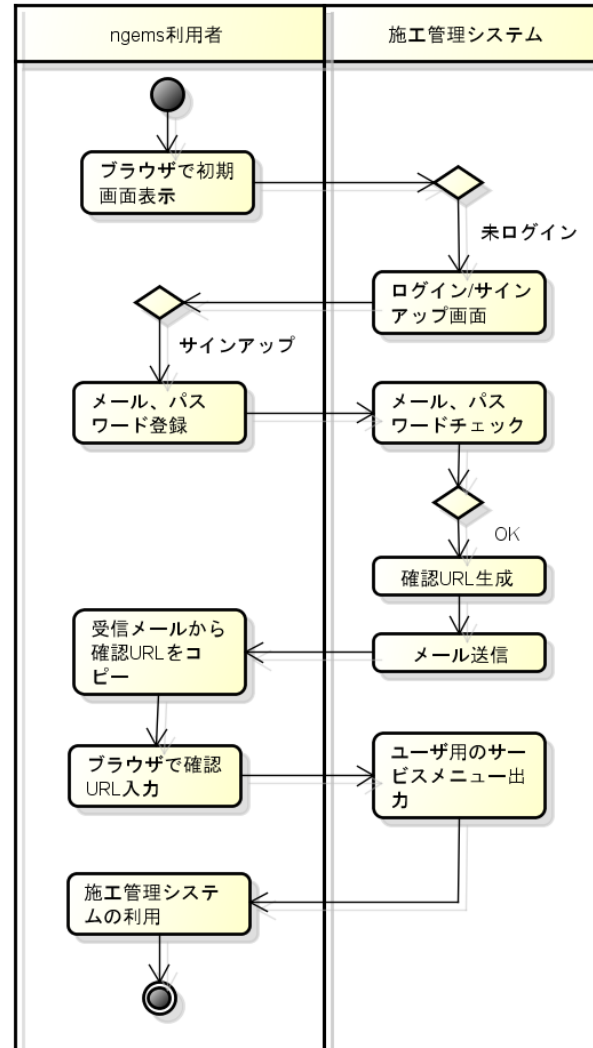 ngems利用者
施工管理システム
ブラウザで初期
画面表示
未ログイン
ログイン/サイン
アップ画面
サインアップ
メール、パス
ワード登録
メール、パス
ワードチェック
OK
確認URL生成
メール送信
受信メールから
確認URLをコ
ピー
ブラウザで確認
URL入力
ユーザ用のサー
ビスメニュー出
力
施工管理システ
ムの利用